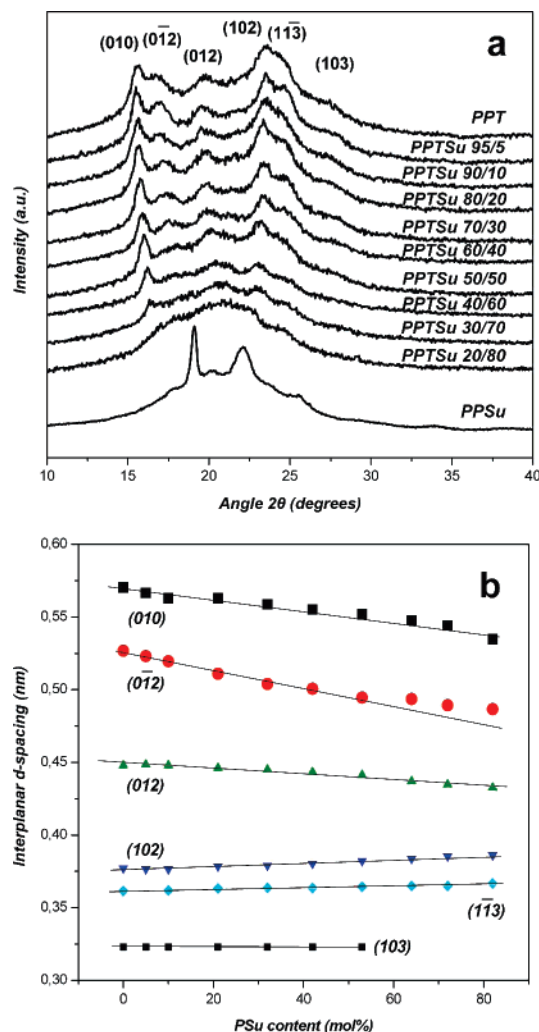 (010) (01̄2) (012) (102) (11̄3) (103)
a
PPT
PPTSu 95/5
PPTSu 90/10
PPTSu 80/20
PPTSu 70/30
PPTSu 60/40
PPTSu 50/50
PPTSu 40/60
PPTSu 30/70
PPTSu 20/80
PPSu
Intensity (a.u.)
10 15 20 25 30 35 40
Angle 2θ (degrees)
b
0,60
0,55
0,50
0,45
0,40
0,35
0,30
Interplanar d-spacing (nm)
(010)
(01̄2)
(012)
(102)
(11̄3)
(103)
0 20 40 60 80
PSu content (mol%)